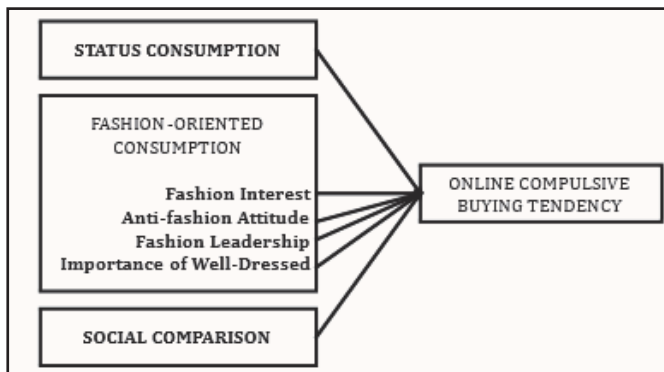 STATUS CONSUMPTION
FASHION-ORIENTED
CONSUMPTION
Fashion Interest
Anti-fashion Attitude
Fashion Leadership
Importance of Well-Dressed
SOCIAL COMPARISON
ONLINE COMPULSIVE
BUYING TENDENCY